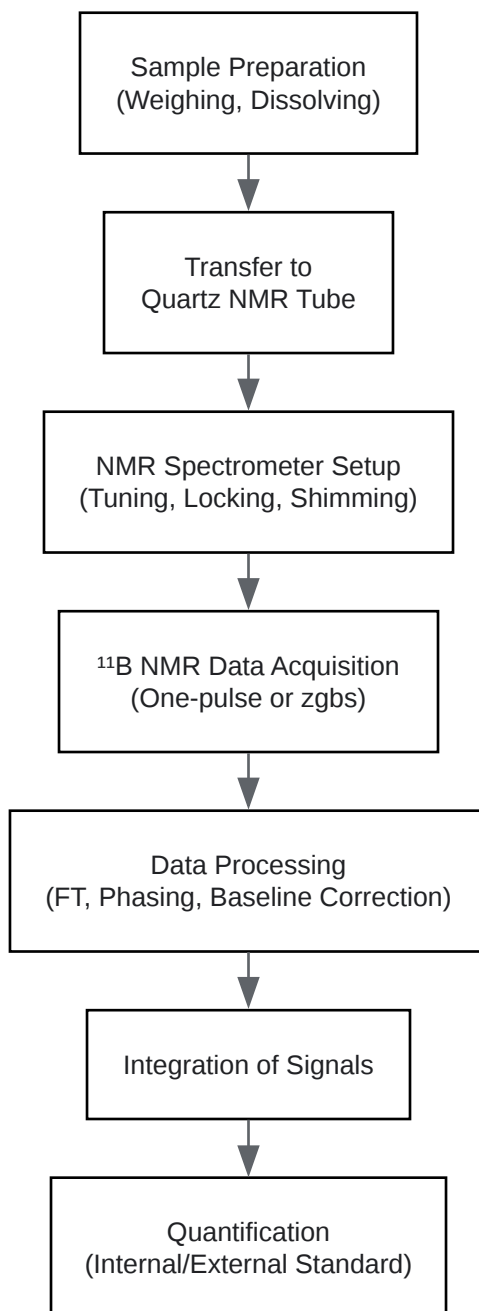 Sample Preparation
(Weighing, Dissolving)
Transfer to
Quartz NMR Tube
NMR Spectrometer Setup
(Tuning, Locking, Shimming)
¹¹B NMR Data Acquisition
(One-pulse or zgbs)
Data Processing
(FT, Phasing, Baseline Correction)
Integration of Signals
Quantification
(Internal/External Standard)